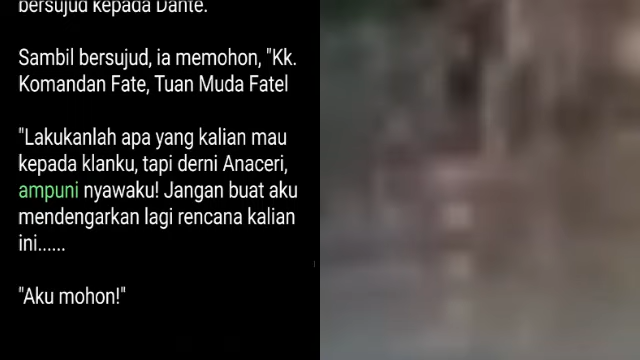 bersujud kepada Dante.
Sambil bersujud, ia memohon, "Kk.
Komandan Fate, Tuan Muda Fatel
"Lakukanlah apa yang kalian mau
kepada klanku, tapi derni Anaceri,
ampuni nyawaku! Jangan buat aku
mendengarkan lagi rencana kalian
ini......
"Aku mohon!"